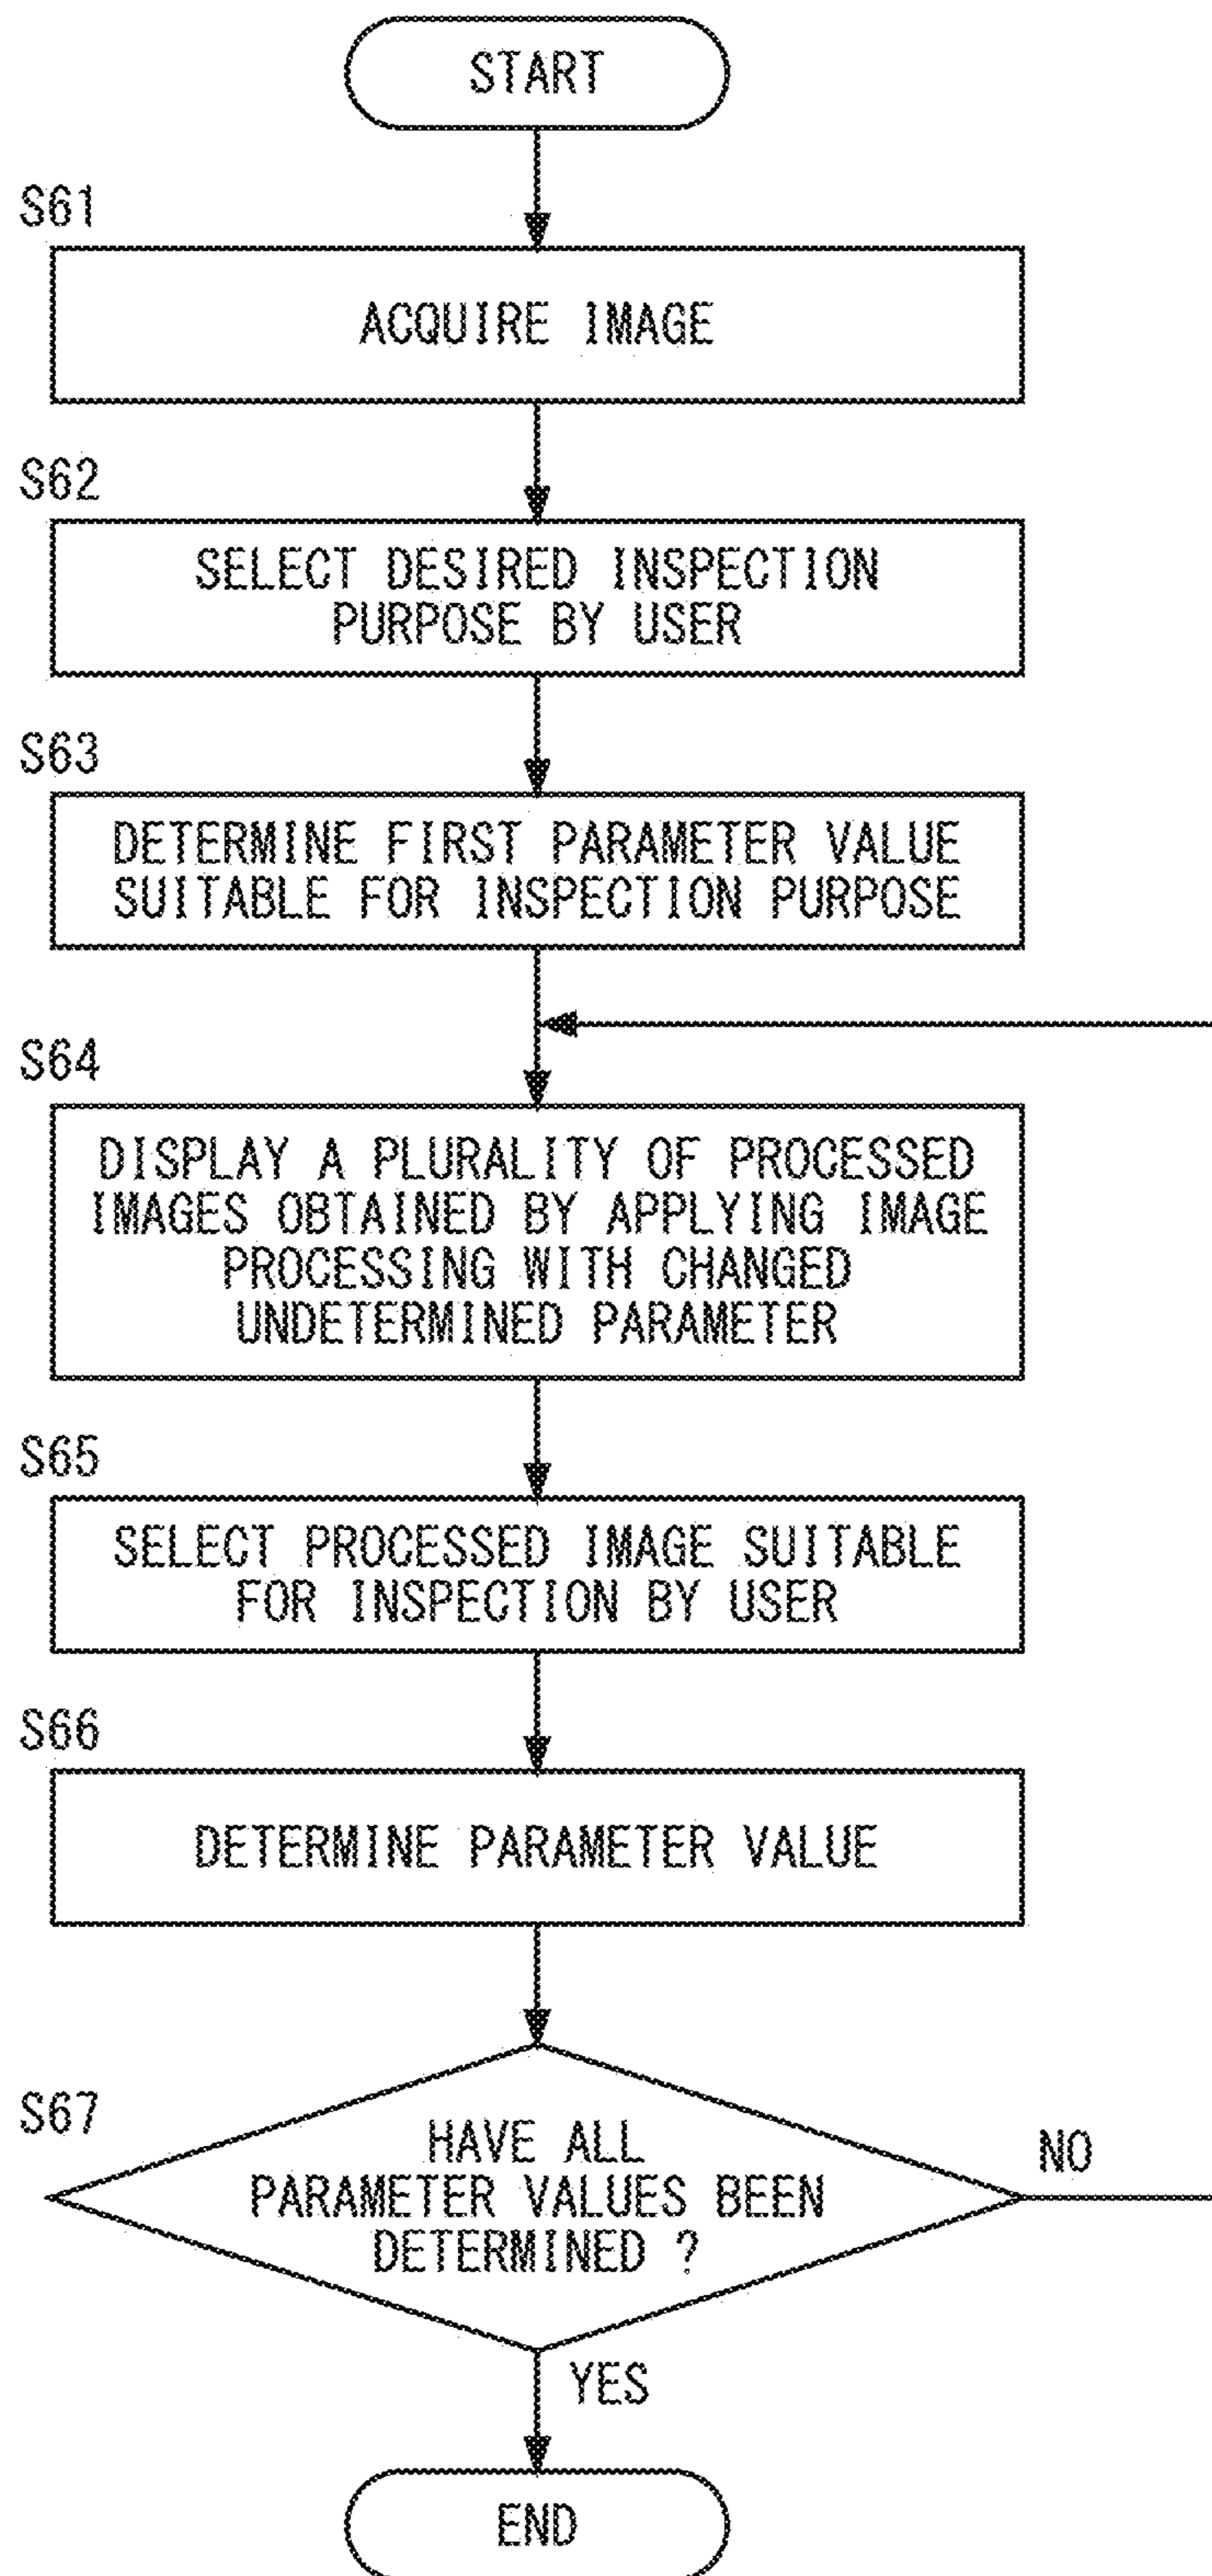 START
S61
ACQUIRE IMAGE
S62
SELECT DESIRED INSPECTION
PURPOSE BY USER
S63
DETERMINE FIRST PARAMETER VALUE
SUITABLE FOR INSPECTION PURPOSE
S64
DISPLAY A PLURALITY OF PROCESSED
IMAGES OBTAINED BY APPLYING IMAGE
PROCESSING WITH CHANGED
UNDETERMINED PARAMETER
S65
SELECT PROCESSED IMAGE SUITABLE
FOR INSPECTION BY USER
S66
DETERMINE PARAMETER VALUE
S67
HAVE ALL
PARAMETER VALUES BEEN
DETERMINED ?
NO
YES
END